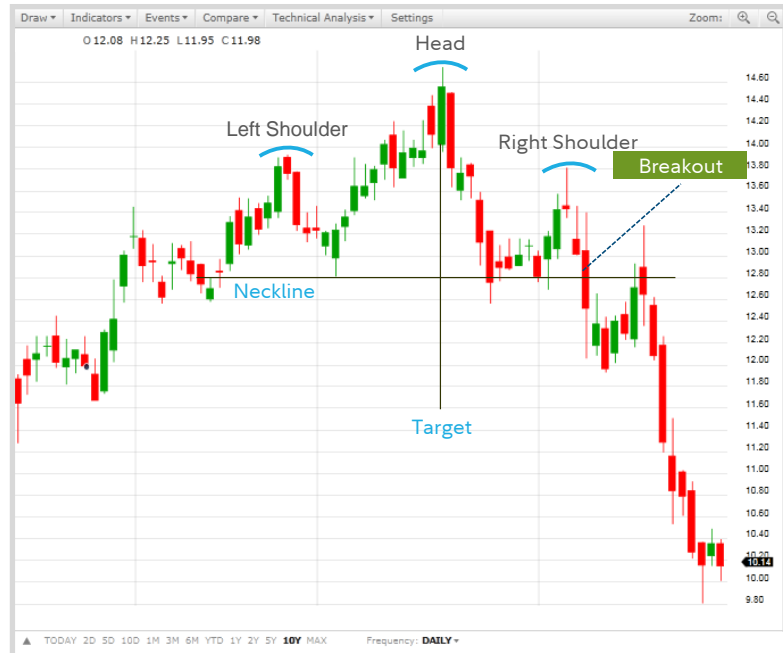 Draw Indicators Events Compare Technical Analysis Settings Zoom:
O 12.08 H 12.25 L 11.95 C 11.98
Head
Left Shoulder
Right Shoulder
Breakout
Neckline
Target
14.60
14.40
14.20
14.00
13.80
13.60
13.40
13.20
13.00
12.80
12.60
12.40
12.20
12.00
11.80
11.60
11.40
11.20
11.00
10.80
10.60
10.40
10.20
10.14
10.00
9.80
TODAY 2D 5D 10D 1M 3M 6M YTD 1Y 2Y 5Y 10Y MAX Frequency: DAILY